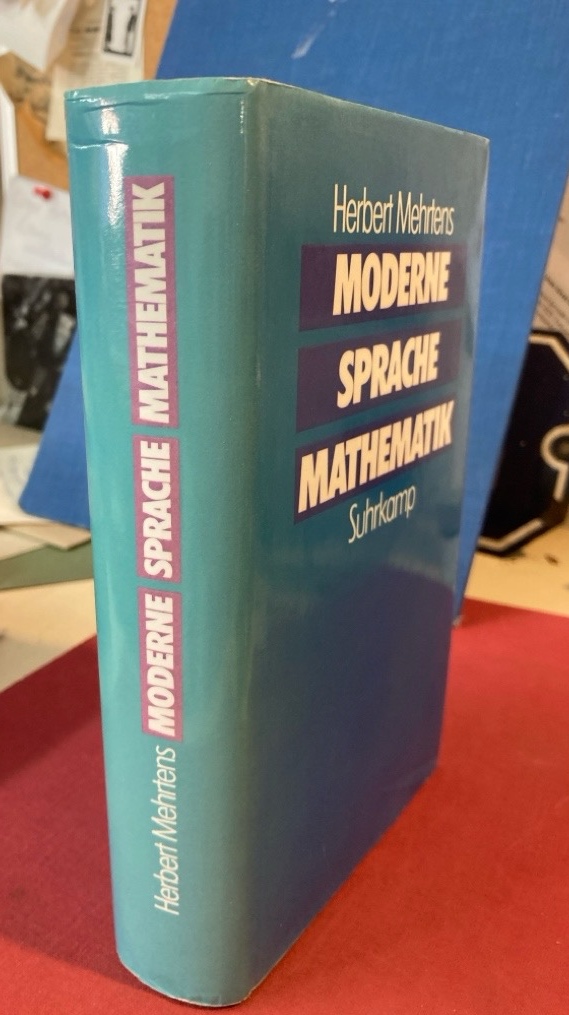 Herbert Mehrtens MODERNE SPRACHE MATHEMATIK
Herbert Mehrtens
MODERNE
SPRACHE
MATHEMATIK
Suhrkamp